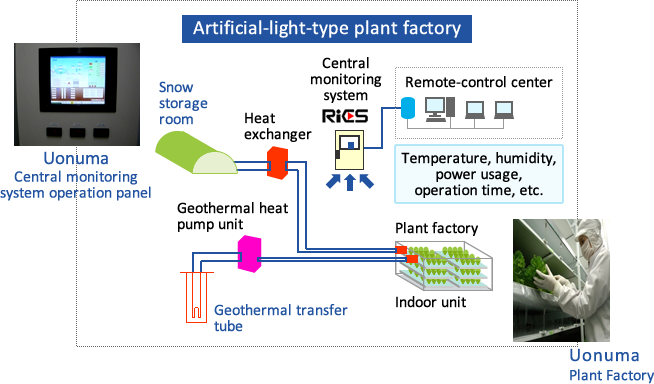 Artificial-light-type plant factory
Uonuma
Central monitoring
system operation panel
Snow
storage
room
Heat
exchanger
Central
monitoring
system
RiCS
Remote-control center
Temperature, humidity,
power usage,
operation time, etc.
Geothermal heat
pump unit
Plant factory
Indoor unit
Geothermal transfer
tube
Uonuma
Plant Factory